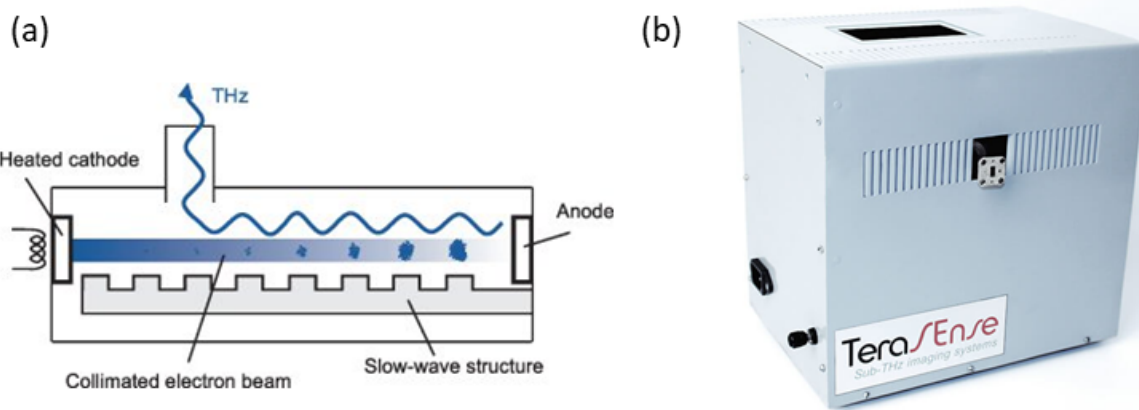 (a)
THz
Heated cathode
Anode
Collimated electron beam
Slow-wave structure
(b)
TeraSEnse
Sub-THz imaging systems